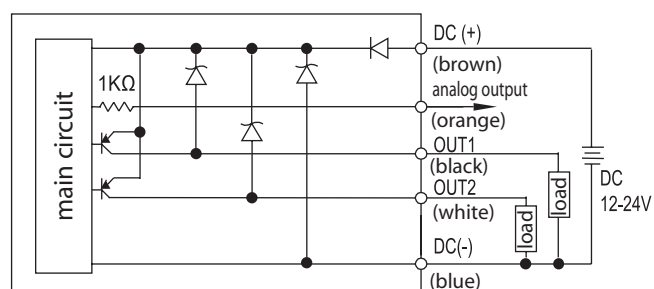 DC (+)
(brown)
1KΩ
analog output
(orange)
main circuit
OUT1
(black)
OUT2
(white)
load
load
DC
12-24V
DC(-)
(blue)